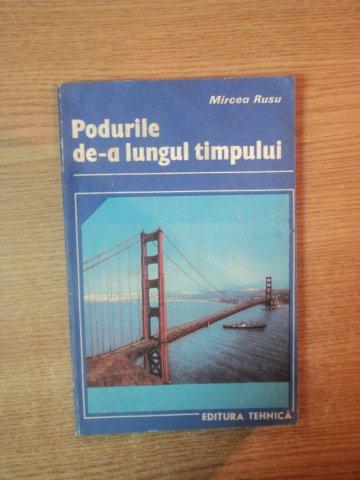 Mircea Rusu
Podurile
de-a lungul timpului
EDITURA TEHNICĂ